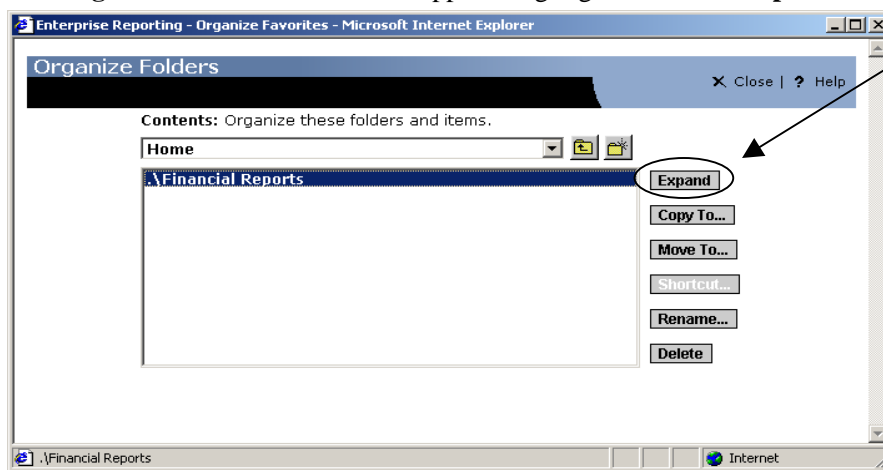 Enterprise Reporting - Organize Favorites - Microsoft Internet Explorer
Organize Folders
Close | ? Help
Contents: Organize these folders and items.
Home
.\Financial Reports
Expand
Copy To...
Move To...
Shortcut...
Rename...
Delete
.\Financial Reports
Internet